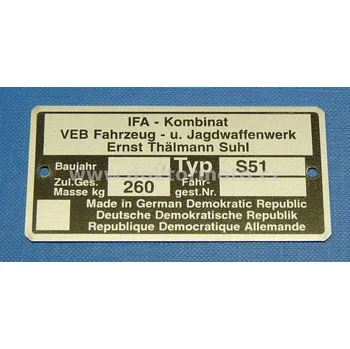 IFA - Kombinat
VEB Fahrzeug - u. Jagdwaffenwerk
Ernst Thälmann Suhl
Baujahr Typ S51
Zul.Ges. Masse kg 260 Fahr- gest.Nr.
Made in German Democratic Republic
Deutsche Demokratische Republik
Republique Democratique Allemande